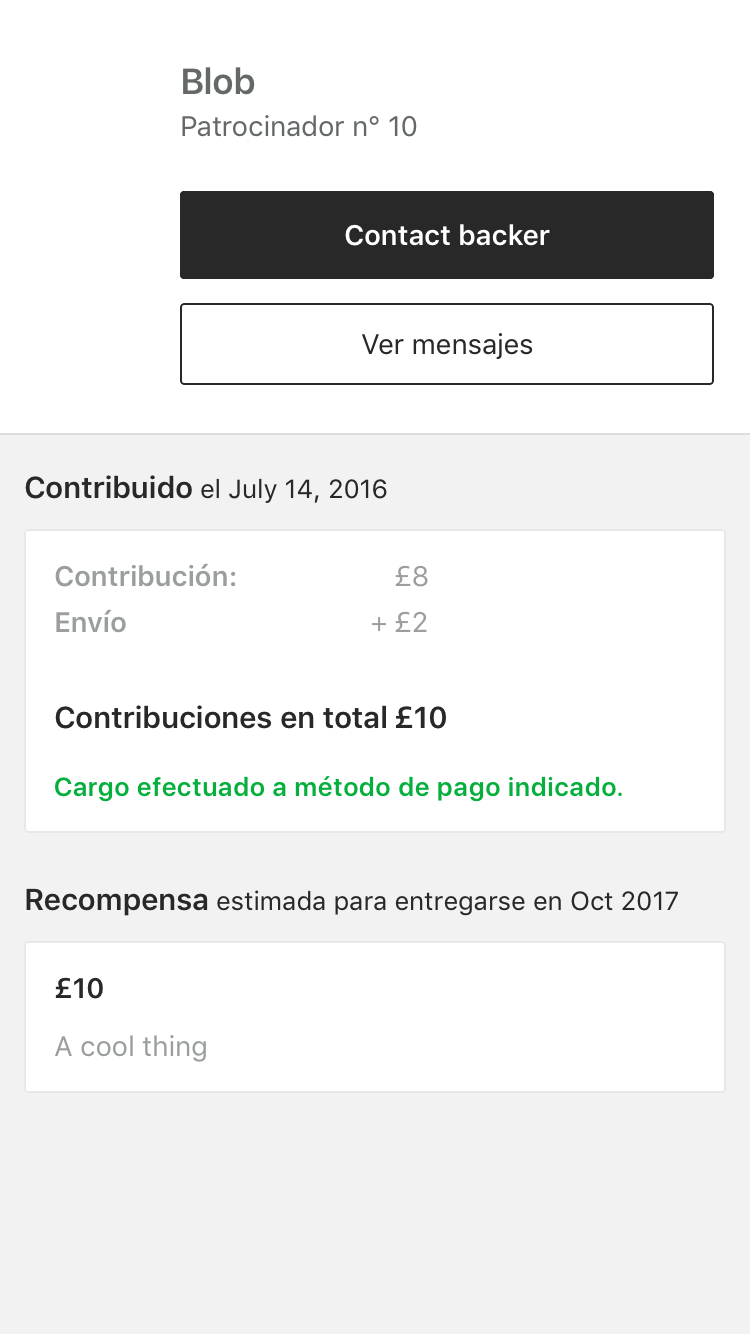 Blob
Patrocinador n° 10
Contact backer
Ver mensajes
Contribuido el July 14, 2016
Contribución: £8
Envío + £2
Contribuciones en total £10
Cargo efectuado a método de pago indicado.
Recompensa estimada para entregarse en Oct 2017
£10
A cool thing